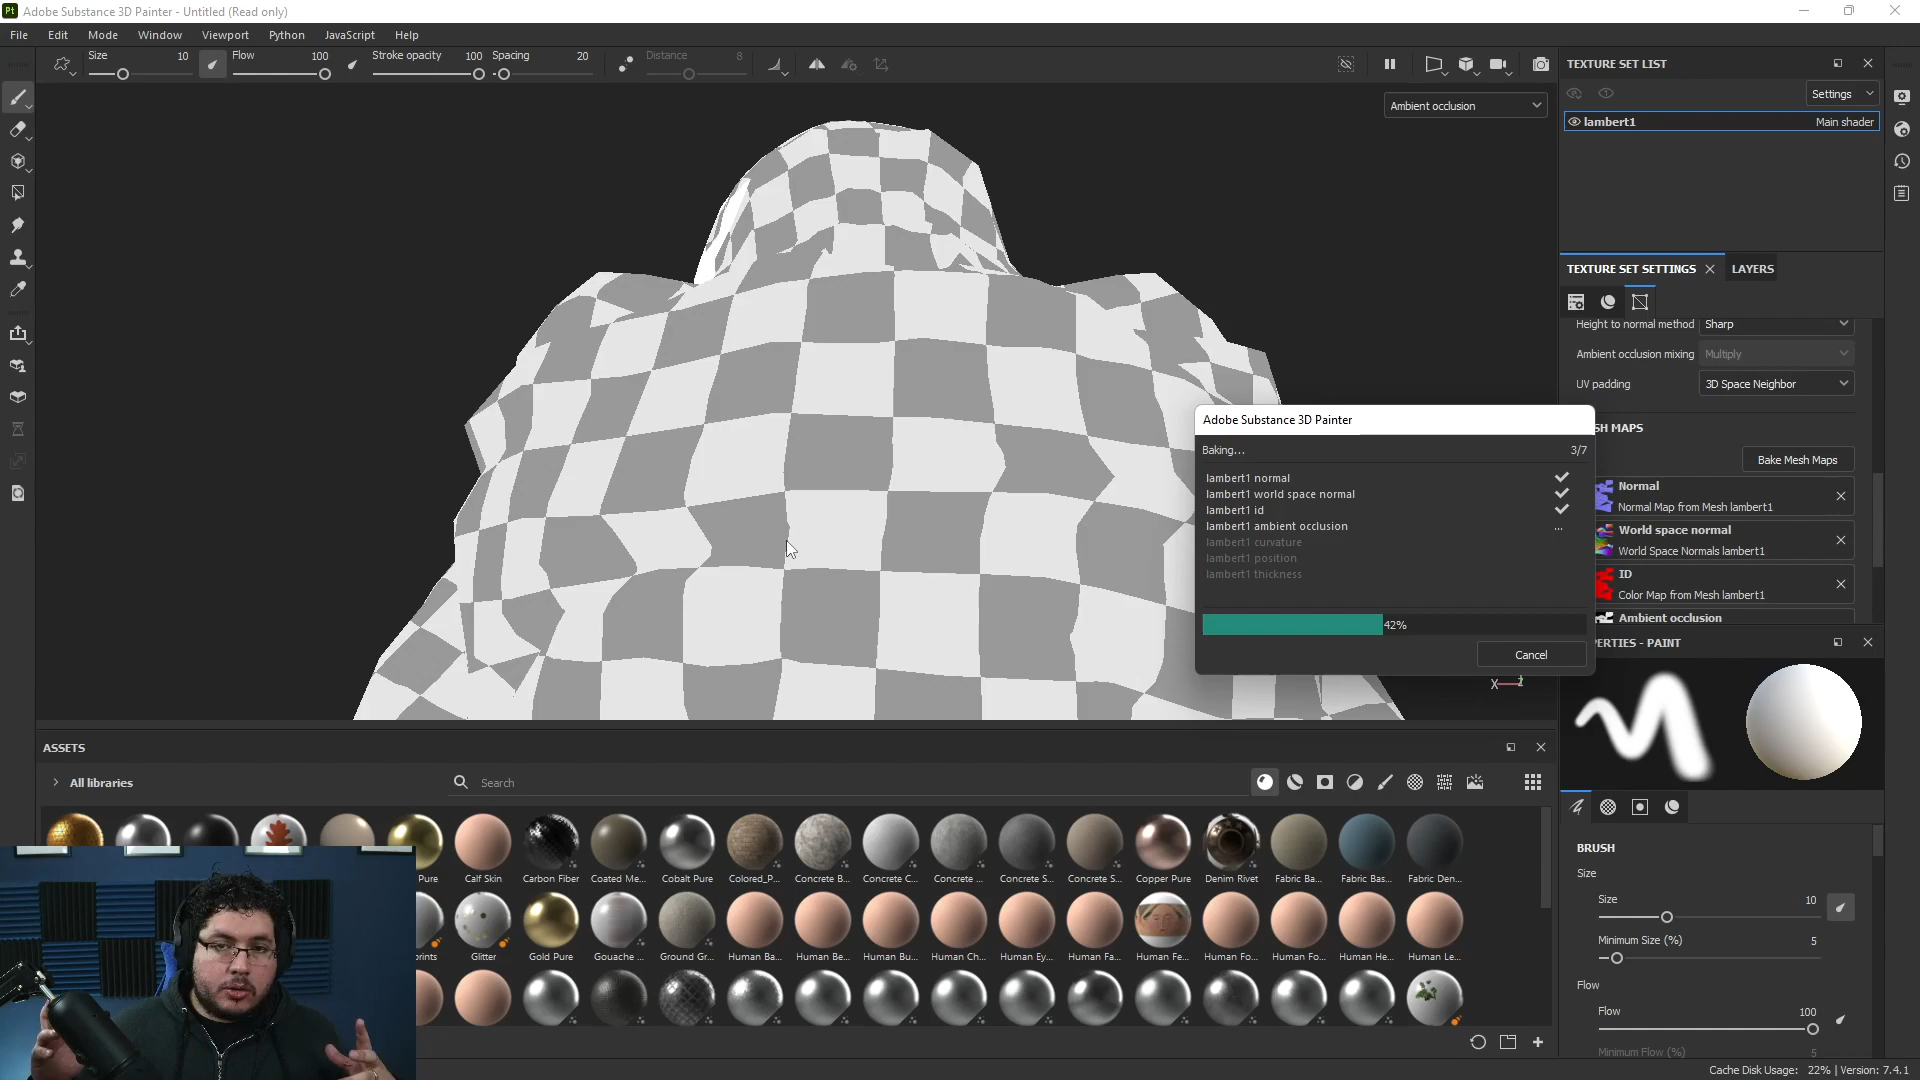 Pt Adobe Substance 3D Painter - Untitled (Read only)
File Edit Mode Window Viewport Python JavaScript Help
Size 10 Flow 100 Stroke opacity 100 Spacing 20 Distance 8
Ambient occlusion
TEXTURE SET LIST
Settings
lambert1 Main shader
TEXTURE SET SETTINGS LAYERS
Height to normal method Sharp
Ambient occlusion mixing Multiply
UV padding 3D Space Neighbor
SH MAPS
Bake Mesh Maps
Normal
Normal Map from Mesh lambert1
World space normal
World Space Normals lambert1
ID
Color Map from Mesh lambert1
Ambient occlusion
Adobe Substance 3D Painter
Baking... 3/7
lambert1 normal
lambert1 world space normal
lambert1 id
lambert1 ambient occlusion ...
lambert1 curvature
lambert1 position
lambert1 thickness
42%
Cancel
X
ERTIES - PAINT
ASSETS
All libraries
Search
Pure Calf Skin Carbon Fiber Coated Me... Cobalt Pure Colored_P... Concrete B... Concrete C... Concrete ... Concrete S... Concrete S... Copper Pure Denim Rivet Fabric Ba... Fabric Bas... Fabric Den...
prints Glitter Gold Pure Gouache ... Ground Gr... Human Ba... Human Be... Human Bu... Human Ch... Human Ey... Human Fa... Human Fe... Human Fo... Human Fo... Human He... Human Le...
BRUSH
Size
Size 10
Minimum Size (%) 5
Flow
Flow 100
Minimum Flow (%) 5
Cache Disk Usage: 22% | Version: 7.4.1